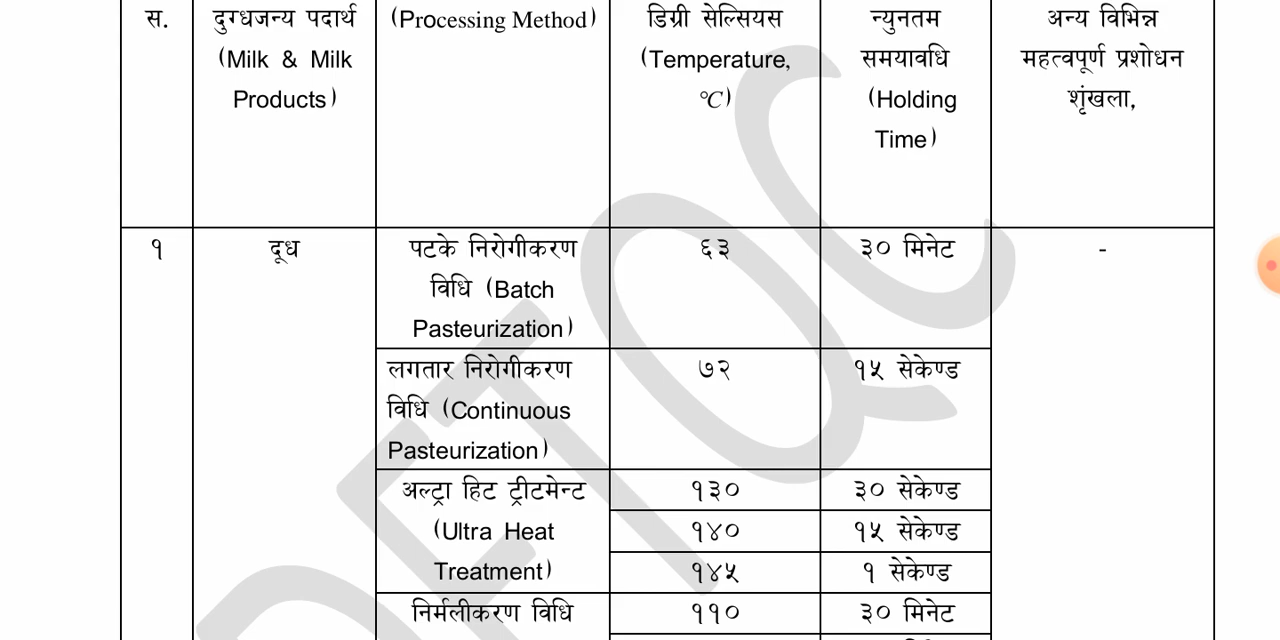 स.
दुग्धजन्य पदार्थ
(Milk & Milk
Products)
(Processing Method)
डिग्री सेल्सियस
(Temperature,
°C)
न्युनतम
समयावधि
(Holding
Time)
अन्य विभिन्न
महत्वपूर्ण प्रशोधन
शृंखला,
१
दूध
पटके निरोगीकरण
विधि (Batch
Pasteurization)
६३
३० मिनेट
-
लगतार निरोगीकरण
विधि (Continuous
Pasteurization)
७२
१५ सेकेण्ड
अल्ट्रा हिट ट्रीटमेन्ट
(Ultra Heat
Treatment)
१३०
३० सेकेण्ड
१४०
१५ सेकेण्ड
१४५
१ सेकेण्ड
निर्मलीकरण विधि
११०
३० मिनेट